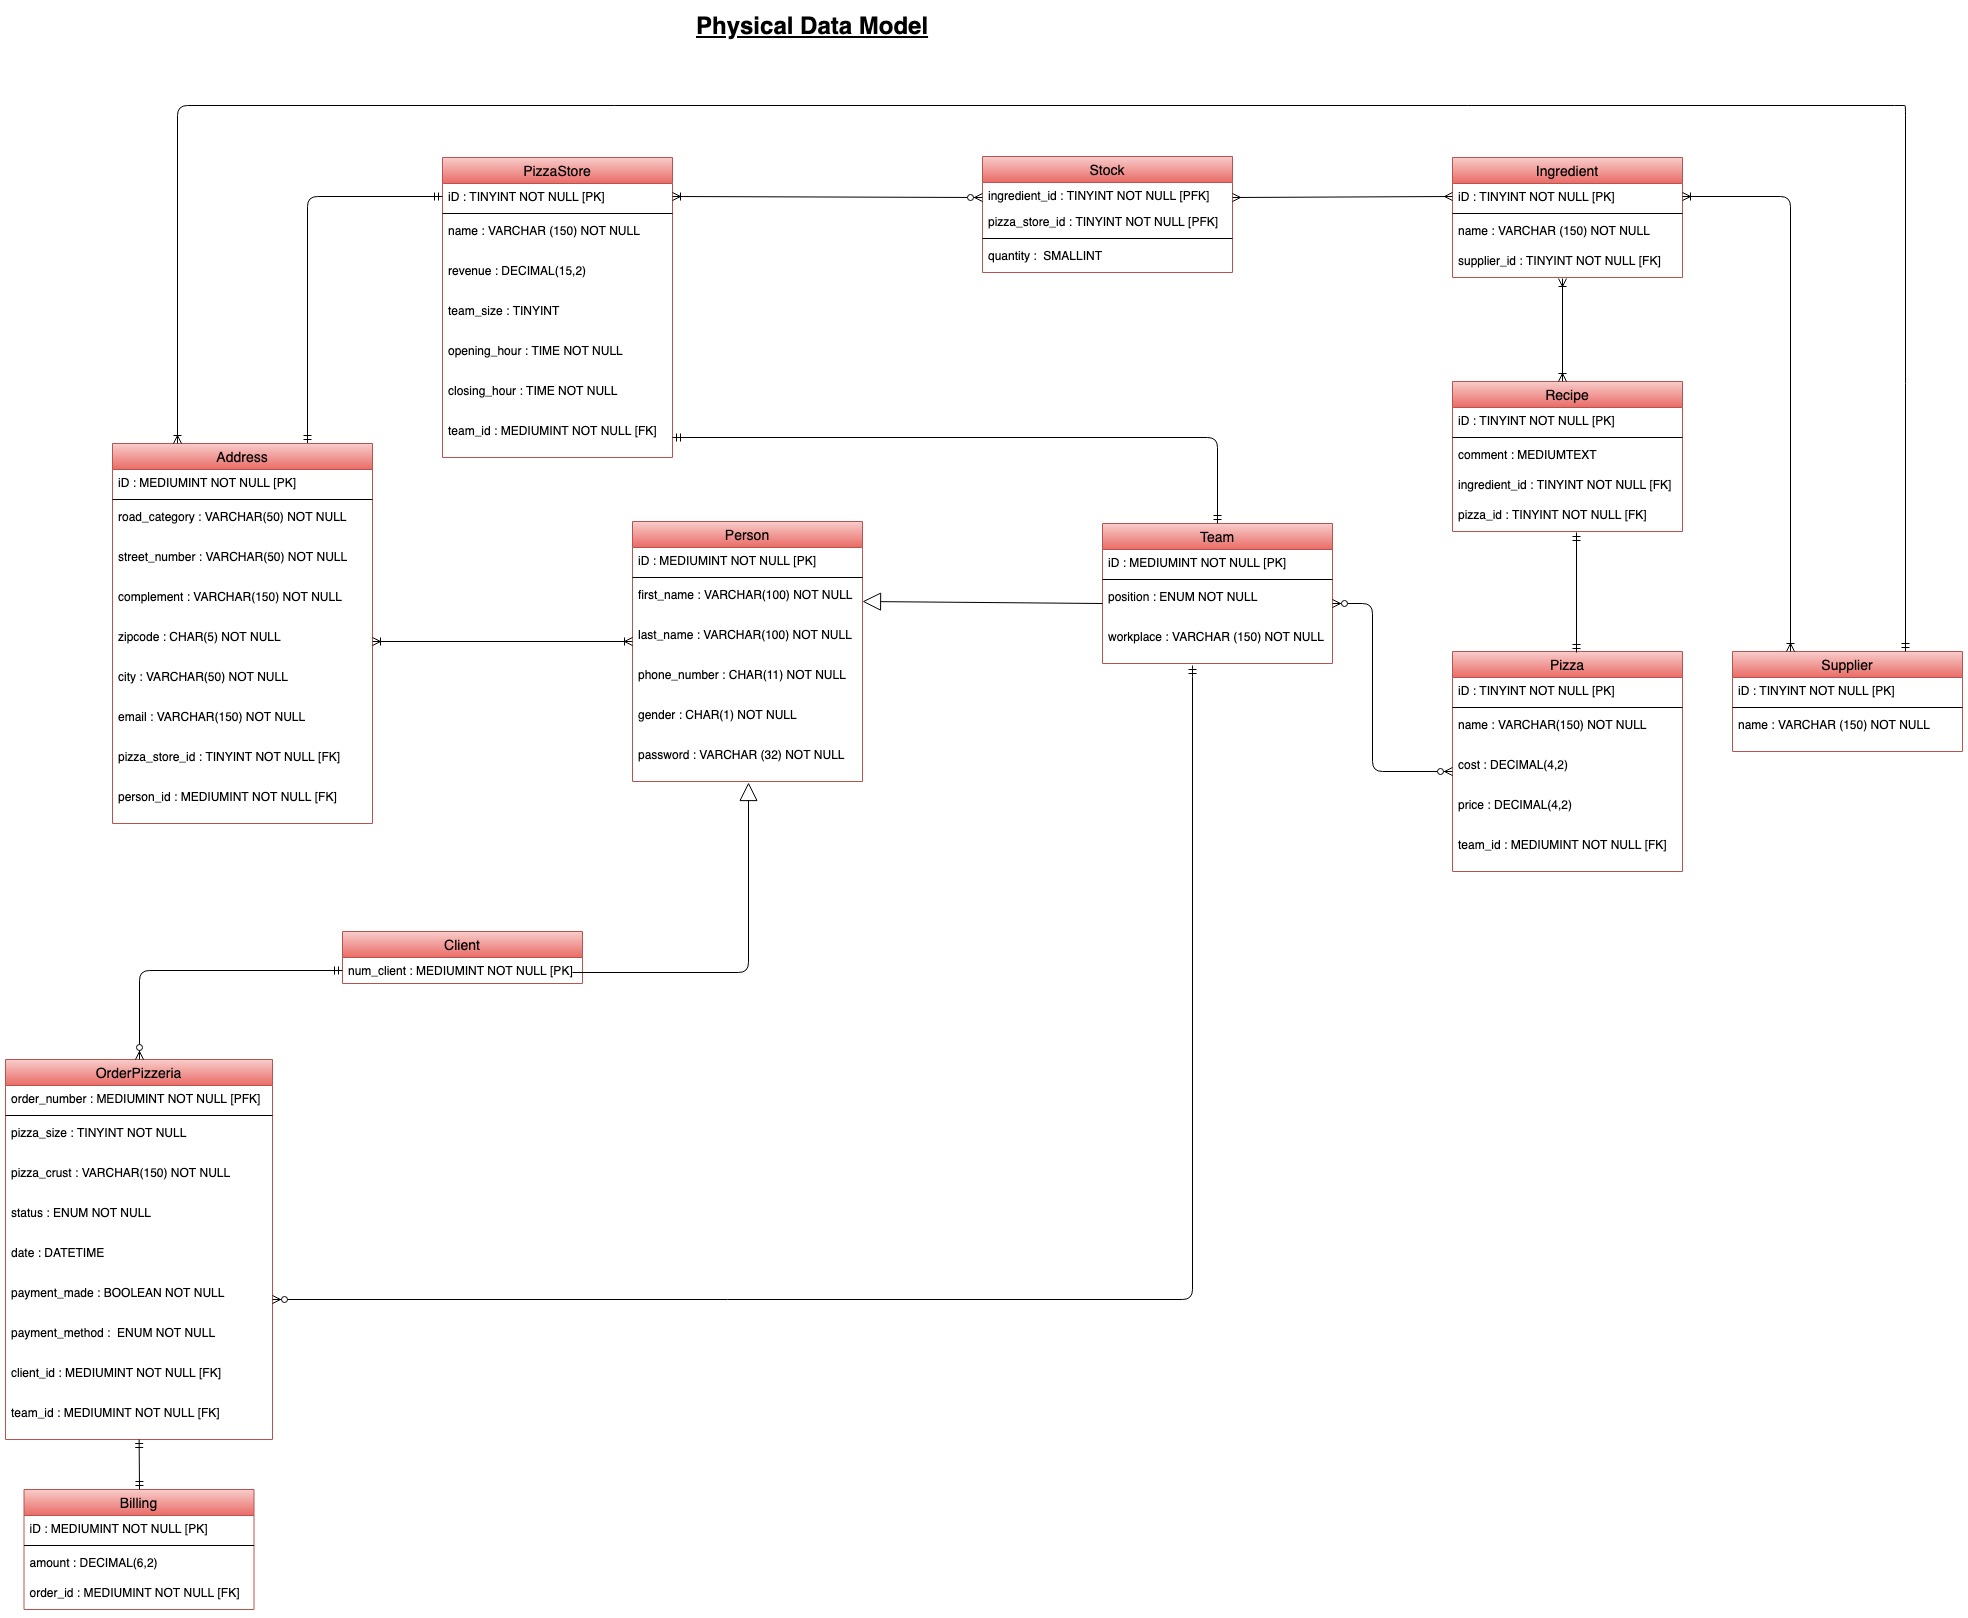 Physical Data Model
PizzaStore
iD : TINYINT NOT NULL [PK]
name : VARCHAR (150) NOT NULL
revenue : DECIMAL(15,2)
team_size : TINYINT
opening_hour : TIME NOT NULL
closing_hour : TIME NOT NULL
team_id : MEDIUMINT NOT NULL [FK]
Stock
ingredient_id : TINYINT NOT NULL [PFK]
pizza_store_id : TINYINT NOT NULL [PFK]
quantity :  SMALLINT
Ingredient
iD : TINYINT NOT NULL [PK]
name : VARCHAR (150) NOT NULL
supplier_id : TINYINT NOT NULL [FK]
Recipe
iD : TINYINT NOT NULL [PK]
comment : MEDIUMTEXT
ingredient_id : TINYINT NOT NULL [FK]
pizza_id : TINYINT NOT NULL [FK]
Address
iD : MEDIUMINT NOT NULL [PK]
road_category : VARCHAR(50) NOT NULL
street_number : VARCHAR(50) NOT NULL
complement : VARCHAR(150) NOT NULL
zipcode : CHAR(5) NOT NULL
city : VARCHAR(50) NOT NULL
email : VARCHAR(150) NOT NULL
pizza_store_id : TINYINT NOT NULL [FK]
person_id : MEDIUMINT NOT NULL [FK]
Person
iD : MEDIUMINT NOT NULL [PK]
first_name : VARCHAR(100) NOT NULL
last_name : VARCHAR(100) NOT NULL
phone_number : CHAR(11) NOT NULL
gender : CHAR(1) NOT NULL
password : VARCHAR (32) NOT NULL
Team
iD : MEDIUMINT NOT NULL [PK]
position : ENUM NOT NULL
workplace : VARCHAR (150) NOT NULL
Pizza
iD : TINYINT NOT NULL [PK]
name : VARCHAR(150) NOT NULL
cost : DECIMAL(4,2)
price : DECIMAL(4,2)
team_id : MEDIUMINT NOT NULL [FK]
Supplier
iD : TINYINT NOT NULL [PK]
name : VARCHAR (150) NOT NULL
Client
num_client : MEDIUMINT NOT NULL [PK]
OrderPizzeria
order_number : MEDIUMINT NOT NULL [PFK]
pizza_size : TINYINT NOT NULL
pizza_crust : VARCHAR(150) NOT NULL
status : ENUM NOT NULL
date : DATETIME
payment_made : BOOLEAN NOT NULL
payment_method :  ENUM NOT NULL
client_id : MEDIUMINT NOT NULL [FK]
team_id : MEDIUMINT NOT NULL [FK]
Billing
iD : MEDIUMINT NOT NULL [PK]
amount : DECIMAL(6,2)
order_id : MEDIUMINT NOT NULL [FK]